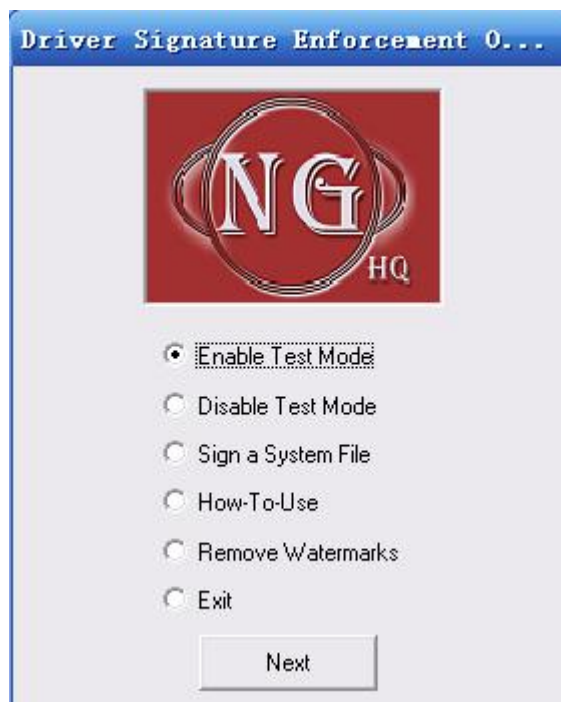 Driver Signature Enforcement O...
NG
HQ
Enable Test Mode
Disable Test Mode
Sign a System File
How-To-Use
Remove Watermarks
Exit
Next